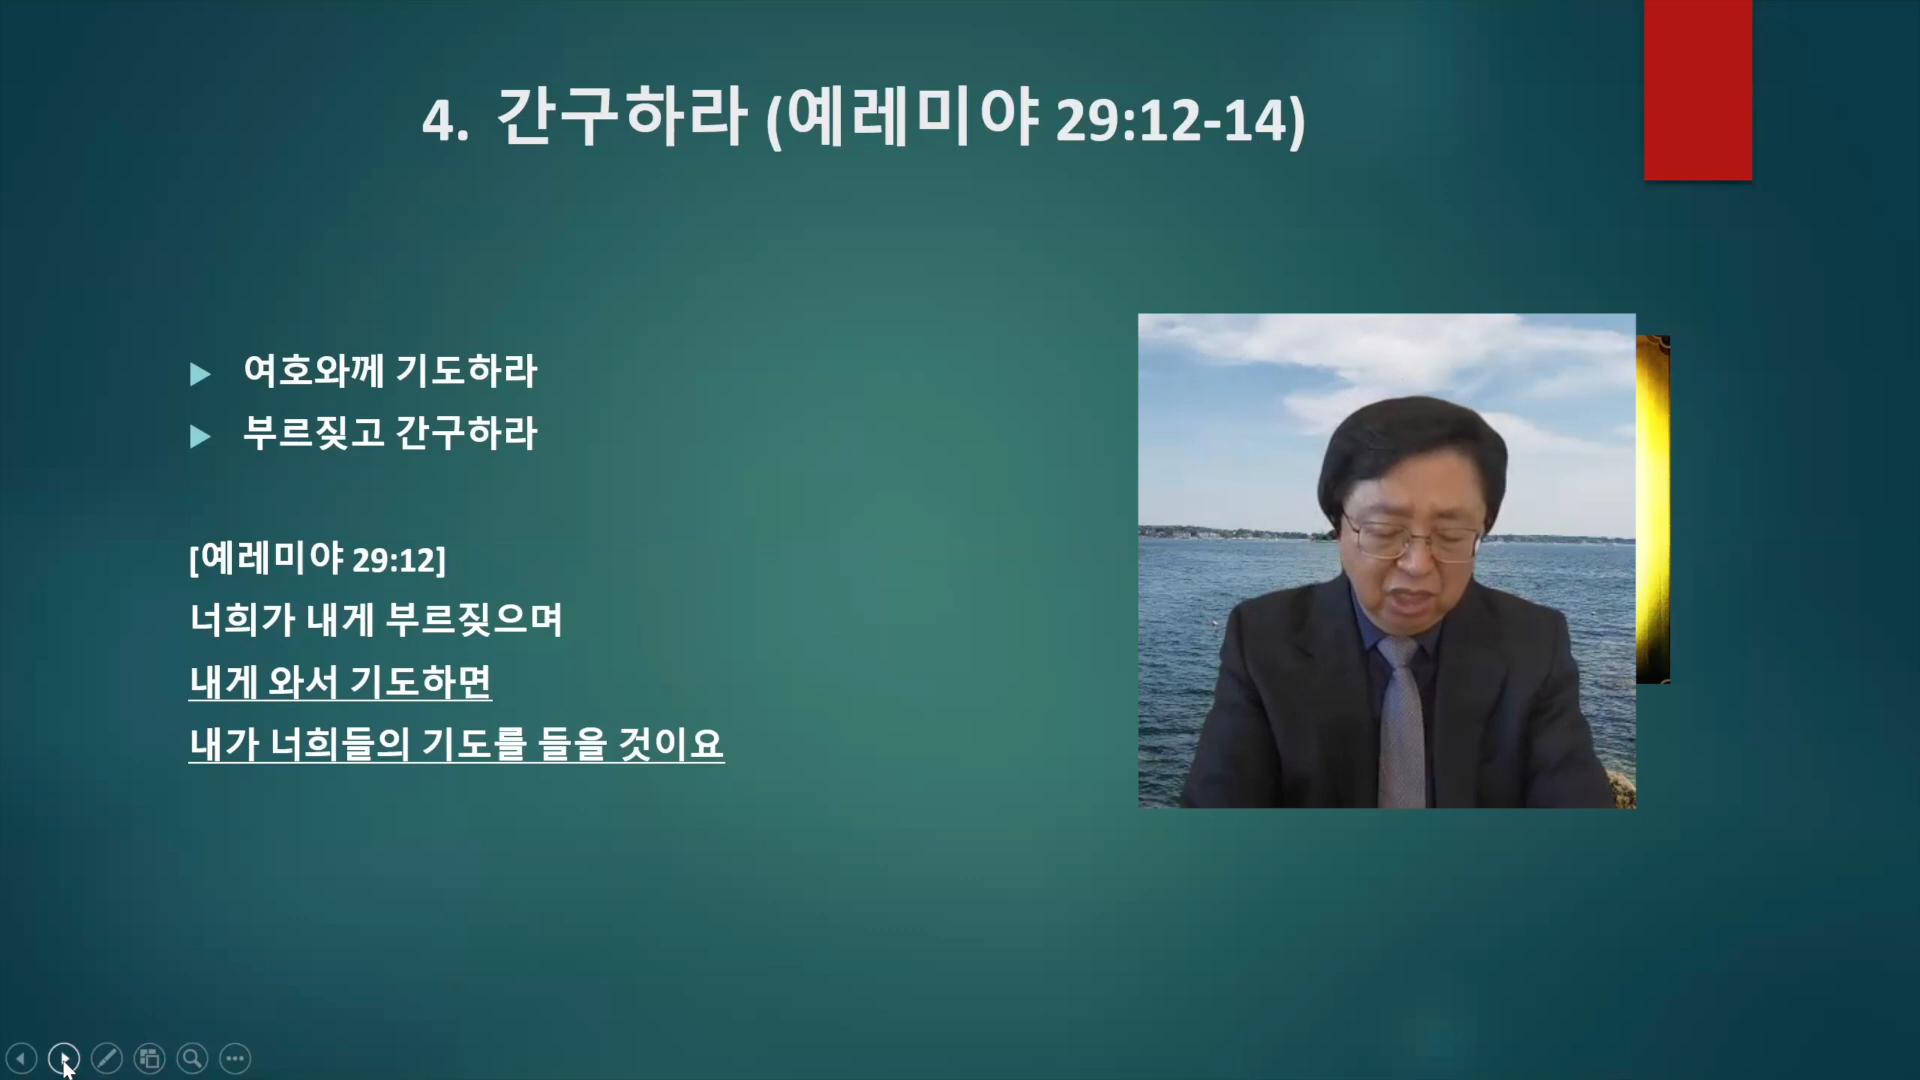 4. 간구하라 (예레미야 29:12-14)
여호와께 기도하라
부르짖고 간구하라
[예레미야 29:12]
너희가 내게 부르짖으며
내게 와서 기도하면
내가 너희들의 기도를 들을 것이요